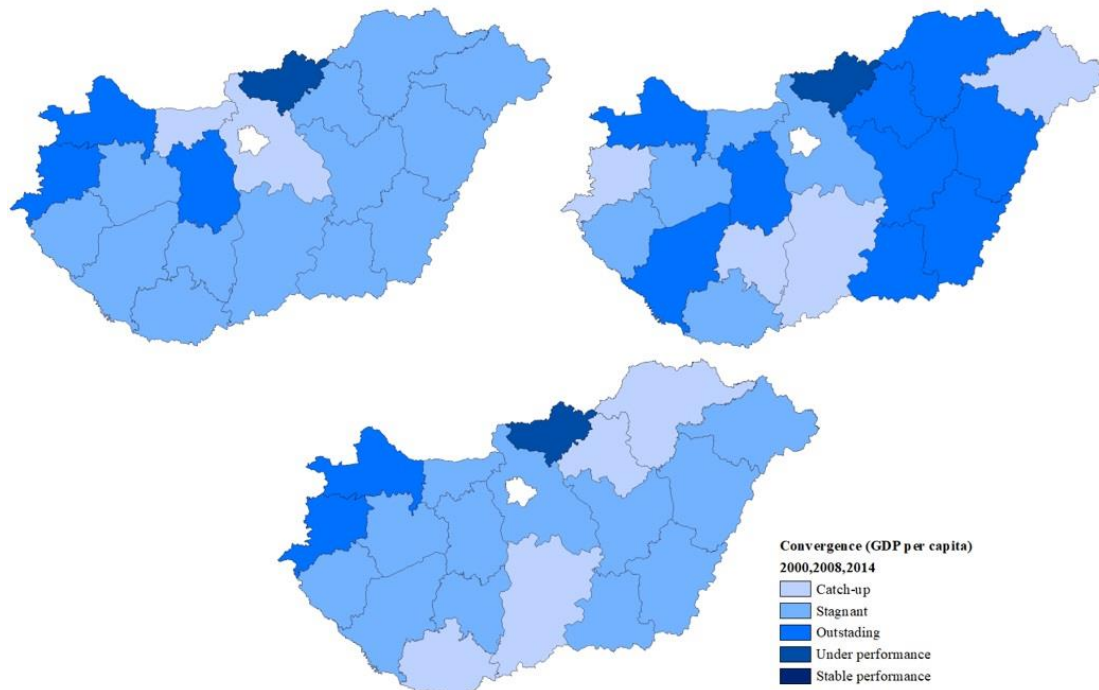 Convergence (GDP per capita)
2000,2008,2014
Catch-up
Stagnant
Outstading
Under performance
Stable performance